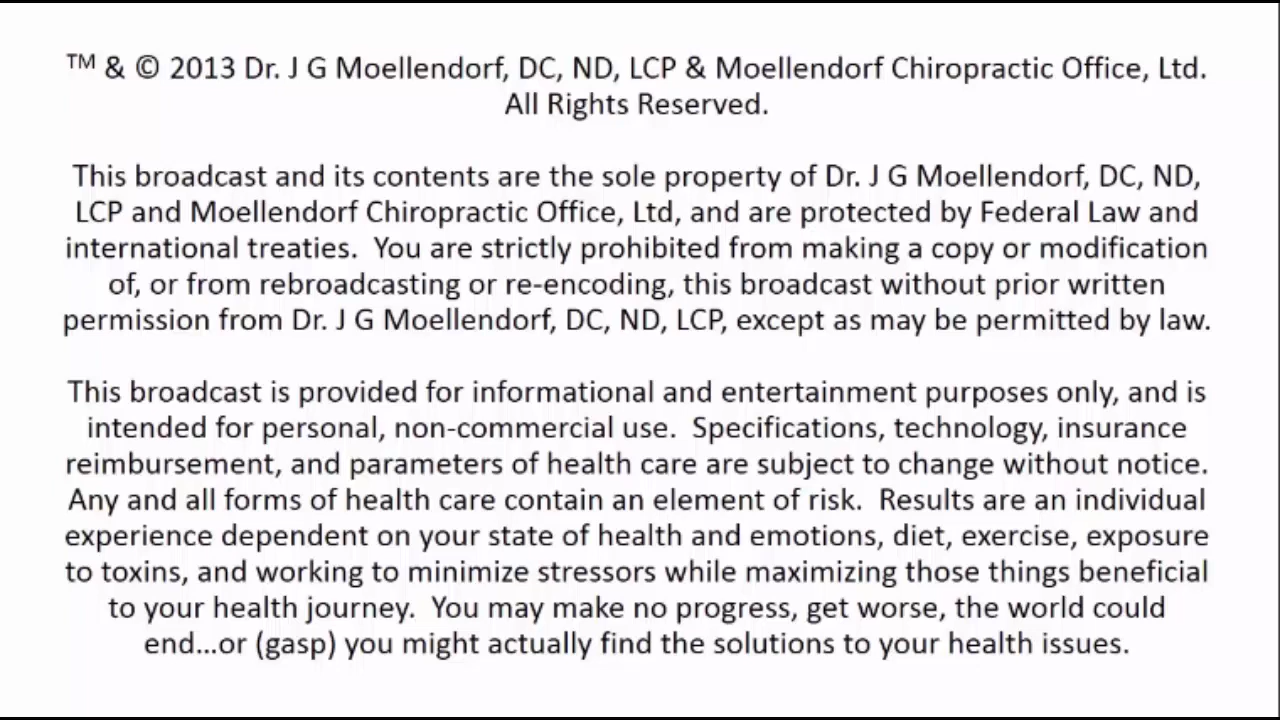 TM & © 2013 Dr. J G Moellendorf, DC, ND, LCP & Moellendorf Chiropractic Office, Ltd.
All Rights Reserved.
This broadcast and its contents are the sole property of Dr. J G Moellendorf, DC, ND,
LCP and Moellendorf Chiropractic Office, Ltd, and are protected by Federal Law and
international treaties.  You are strictly prohibited from making a copy or modification
of, or from rebroadcasting or re-encoding, this broadcast without prior written
permission from Dr. J G Moellendorf, DC, ND, LCP, except as may be permitted by law.
This broadcast is provided for informational and entertainment purposes only, and is
intended for personal, non-commercial use.  Specifications, technology, insurance
reimbursement, and parameters of health care are subject to change without notice.
Any and all forms of health care contain an element of risk.  Results are an individual
experience dependent on your state of health and emotions, diet, exercise, exposure
to toxins, and working to minimize stressors while maximizing those things beneficial
to your health journey.  You may make no progress, get worse, the world could
end...or (gasp) you might actually find the solutions to your health issues.